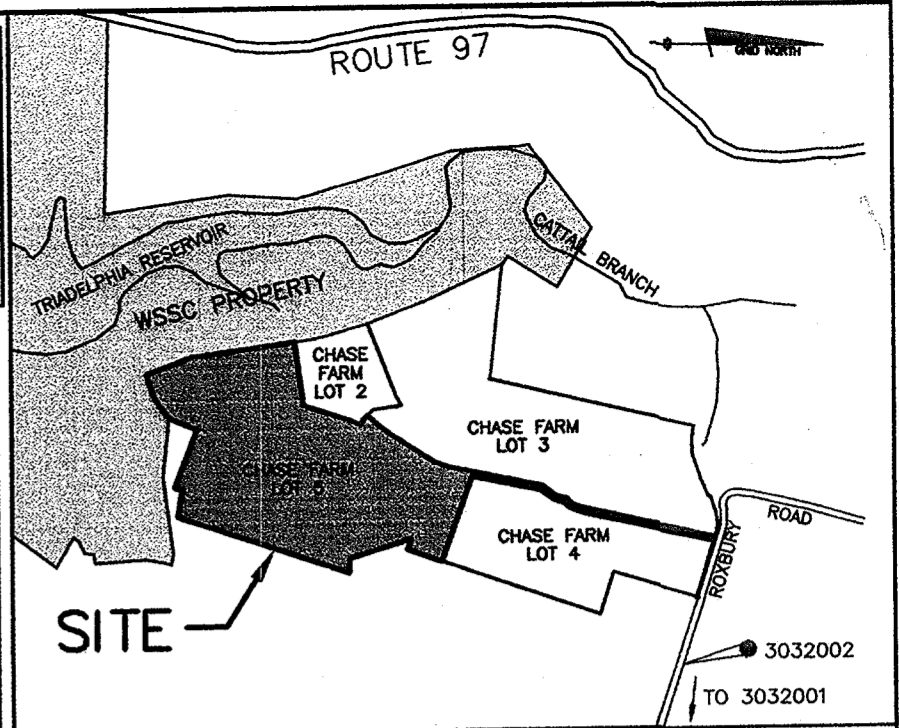 ROUTE 97
GRID NORTH
TRIADELPHIA RESERVOIR
WSSC PROPERTY
CATTAIL BRANCH
CHASE
FARM
LOT 2
CHASE FARM
LOT 3
CHASE FARM
LOT
CHASE FARM
LOT 4
ROXBURY
ROAD
SITE
3032002
TO 3032001